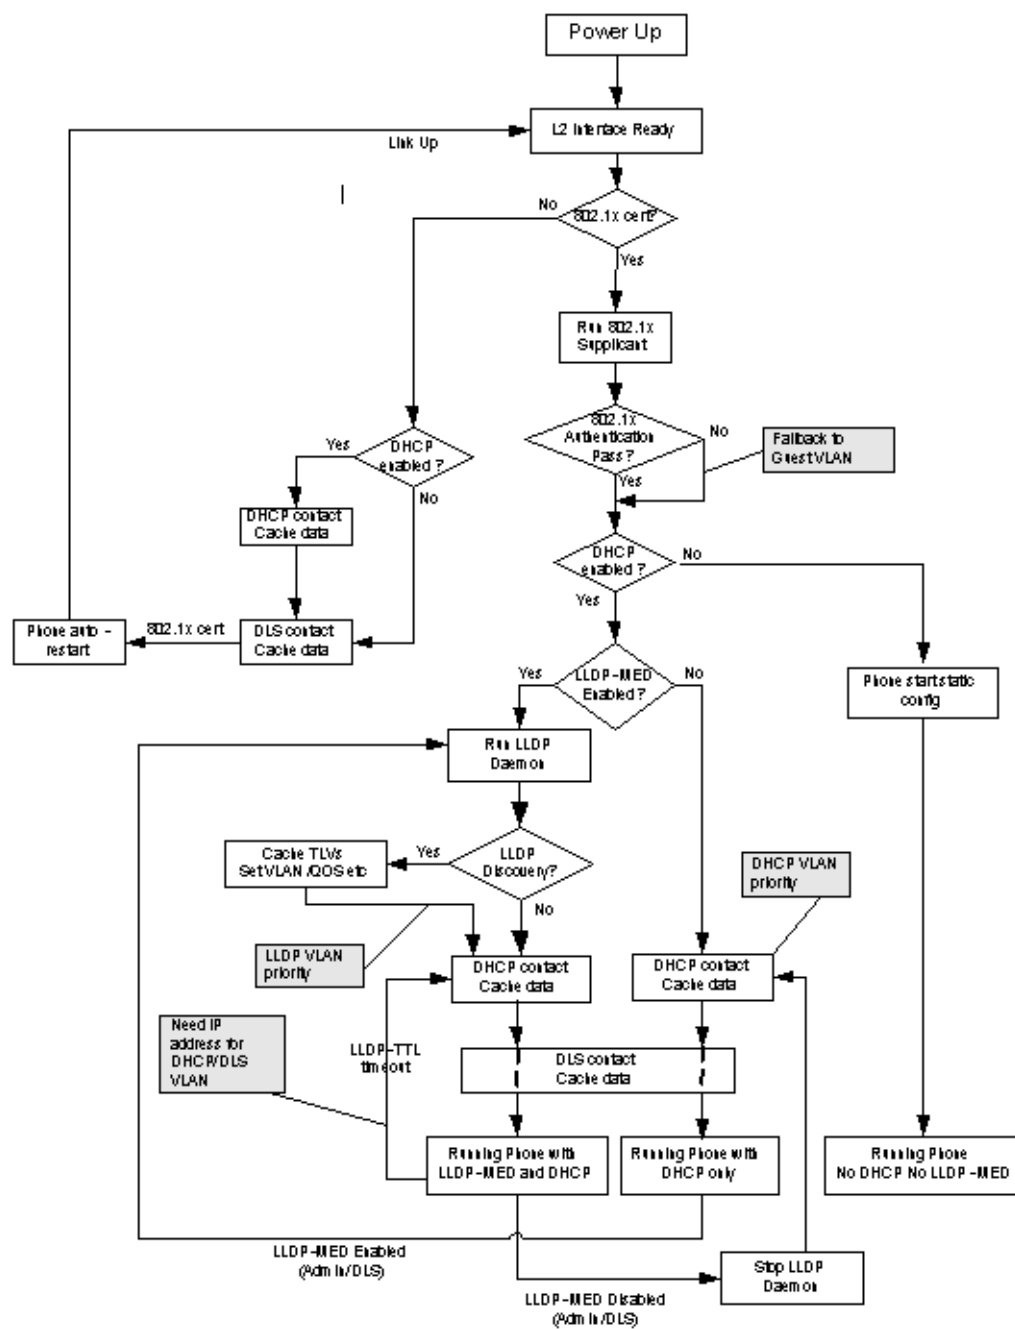 Power Up
L2 Interface Ready
Link Up
No
802.1x cert?
Yes
Run 802.1x
Supplicant
802.1x
Authentication
Pass ?
No
Yes
Fallback to
Guest VLAN
Yes
DHCP
enabled ?
No
DHCP contact
Cache data
DHCP
enabled ?
No
Yes
Phone auto -
restart
802.1x cert
DLS contact
Cache data
Yes
LLDP-MED
Enabled ?
No
Phone start static
config
Run LLDP
Daemon
Cache TLVs
Set VLAN /QOS etc
Yes
LLDP
Discovery?
No
DHCP VLAN
priority
LLDP VLAN
priority
DHCP contact
Cache data
DHCP contact
Cache data
Need IP
address for
DHCP/DLS
VLAN
LLDP-TTL
timeout
DLS contact
Cache data
Running Phone with
LLDP-MED and DHCP
Running Phone with
DHCP only
Running Phone
No DHCP No LLDP-MED
LLDP-MED Enabled
(Admin/DLS)
Stop LLDP
Daemon
LLDP-MED Disabled
(Admin/DLS)